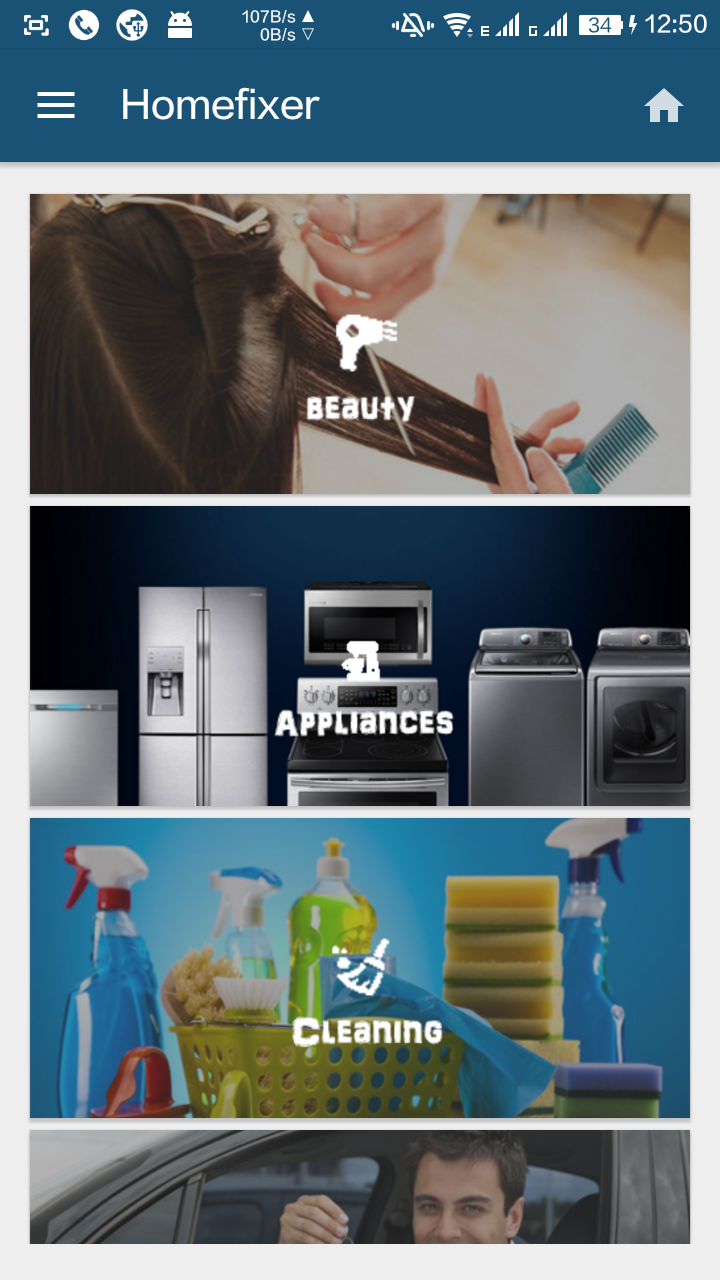 107B/s ▲
0B/s ▽
E
G
34
12:50
Homefixer
BEauty
APPLiaNCES
CLEaNiNG